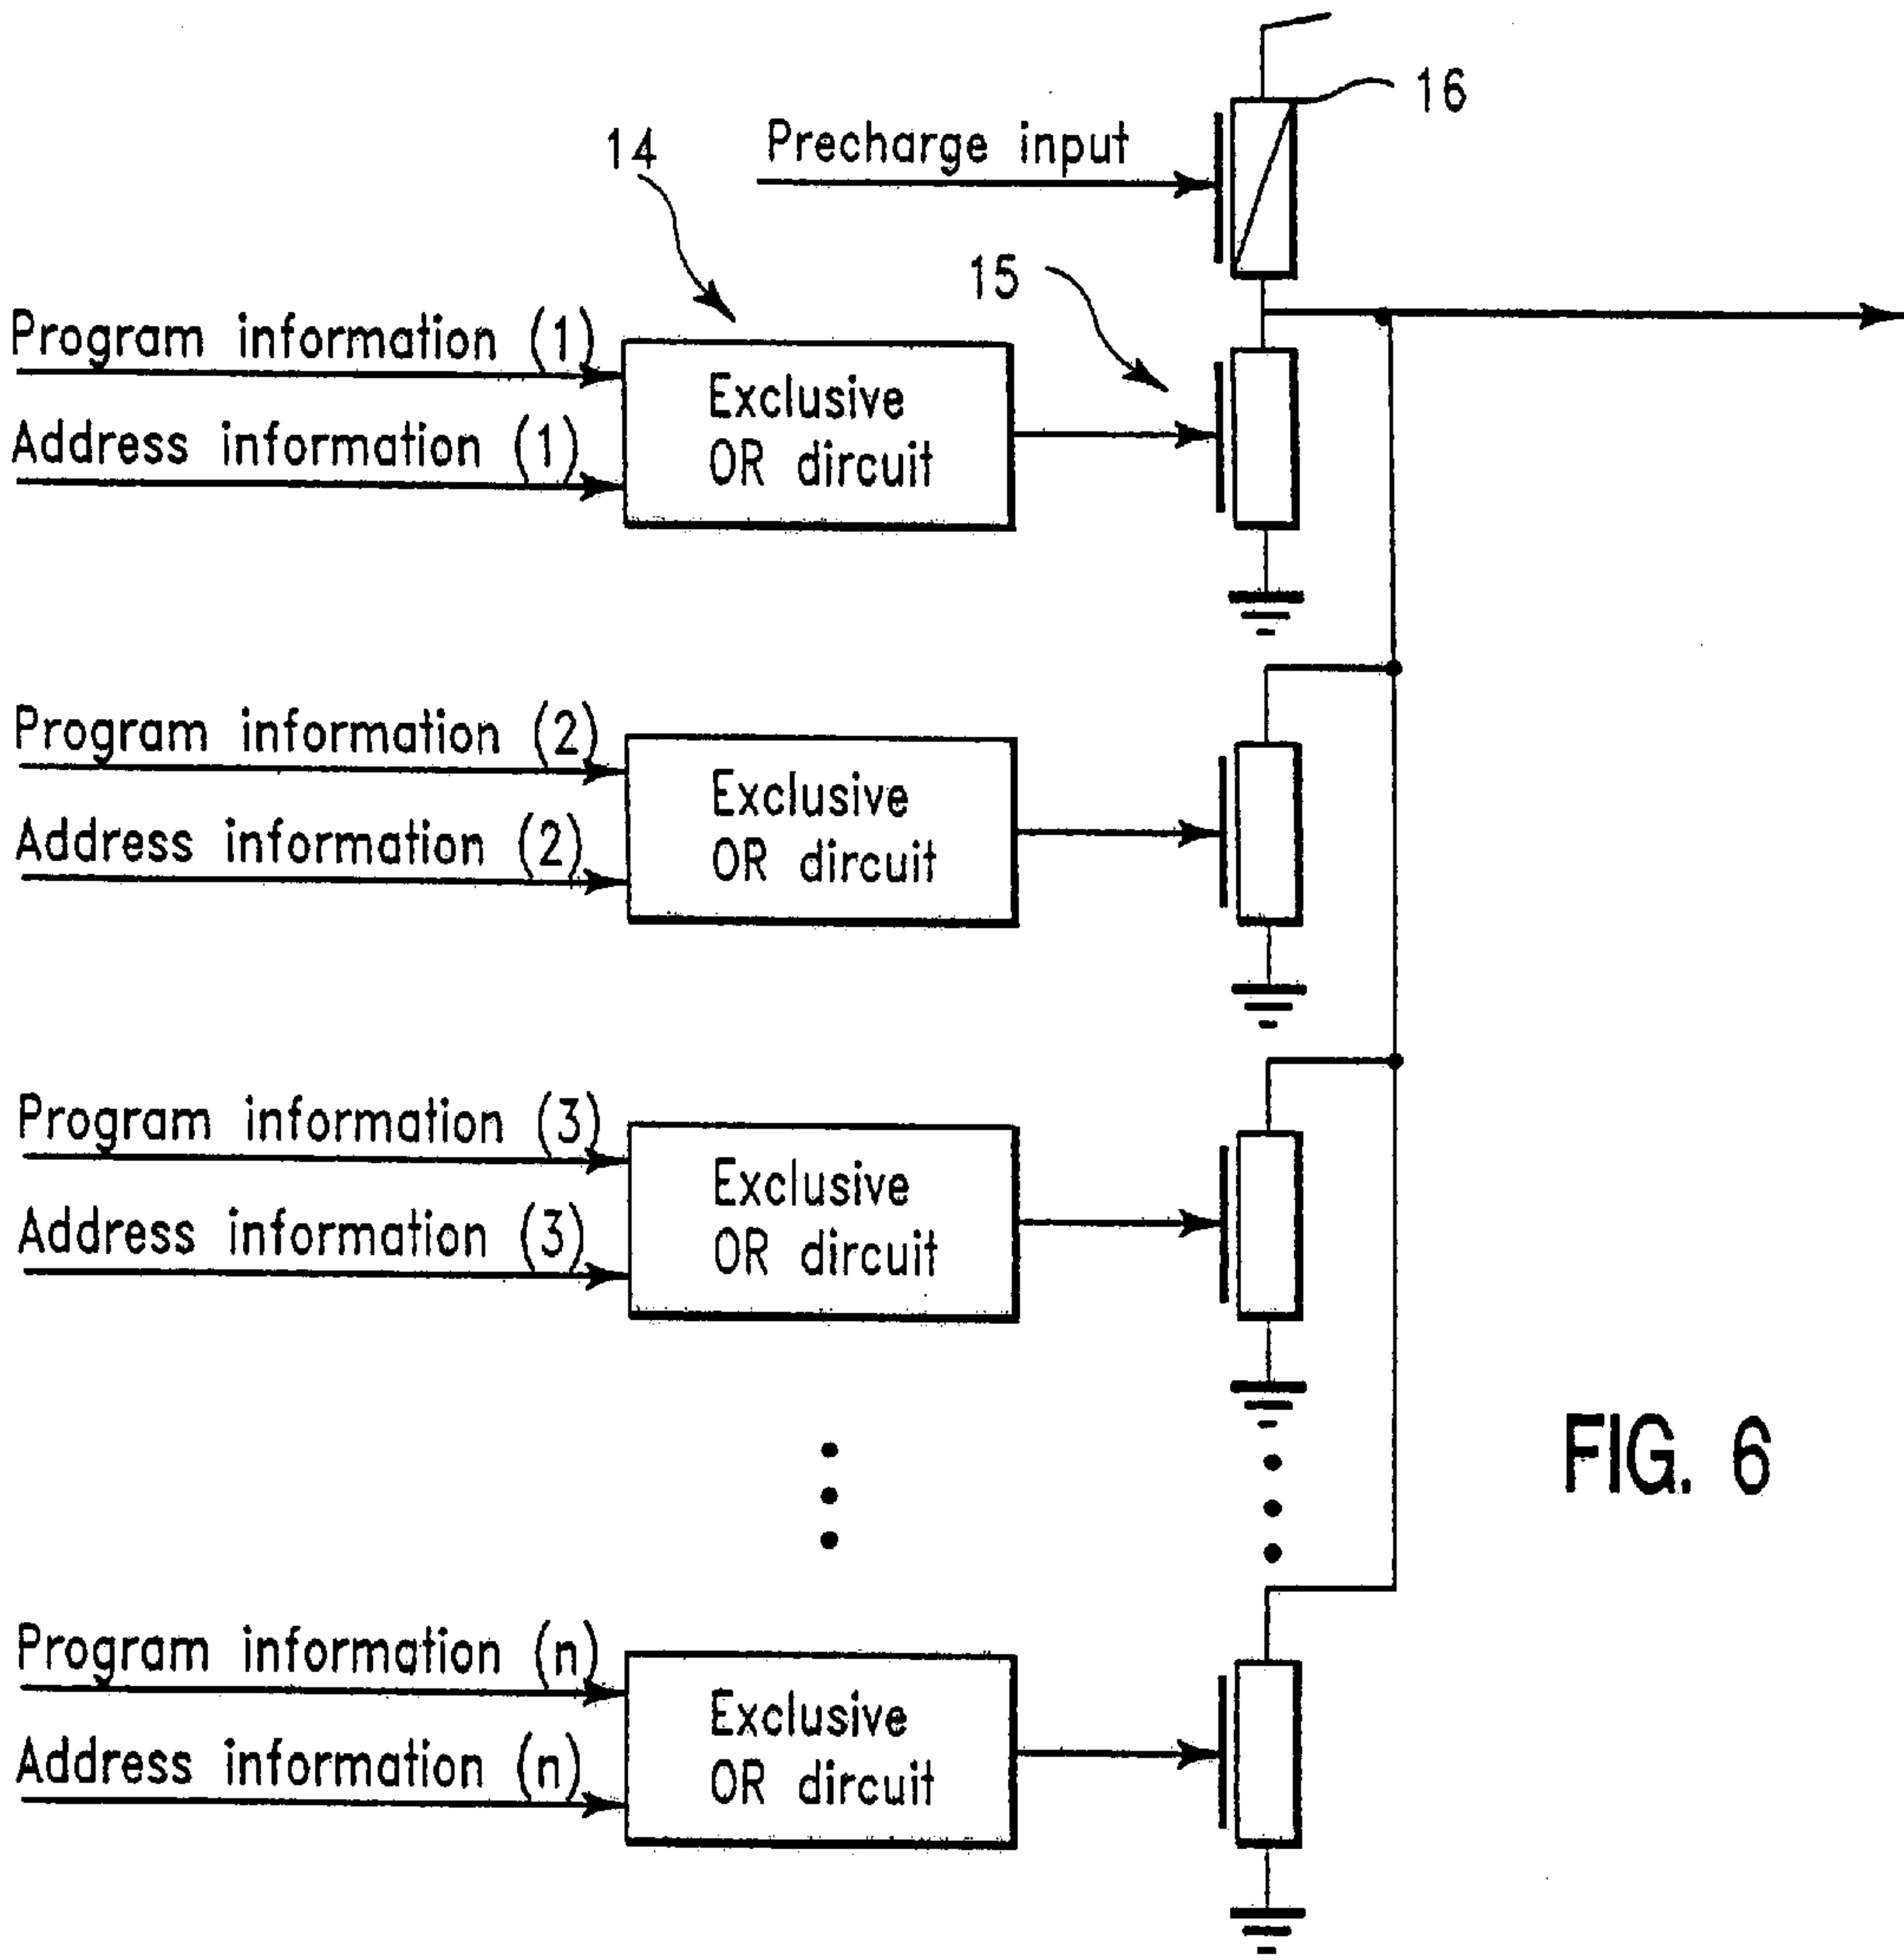 16
14
Precharge input
15
Program information (1)
Address information (1)
Exclusive
OR dircuit
Program information (2)
Address information (2)
Exclusive
OR dircuit
Program information (3)
Address information (3)
Exclusive
OR dircuit
FIG. 6
Program information (n)
Address information (n)
Exclusive
OR dircuit